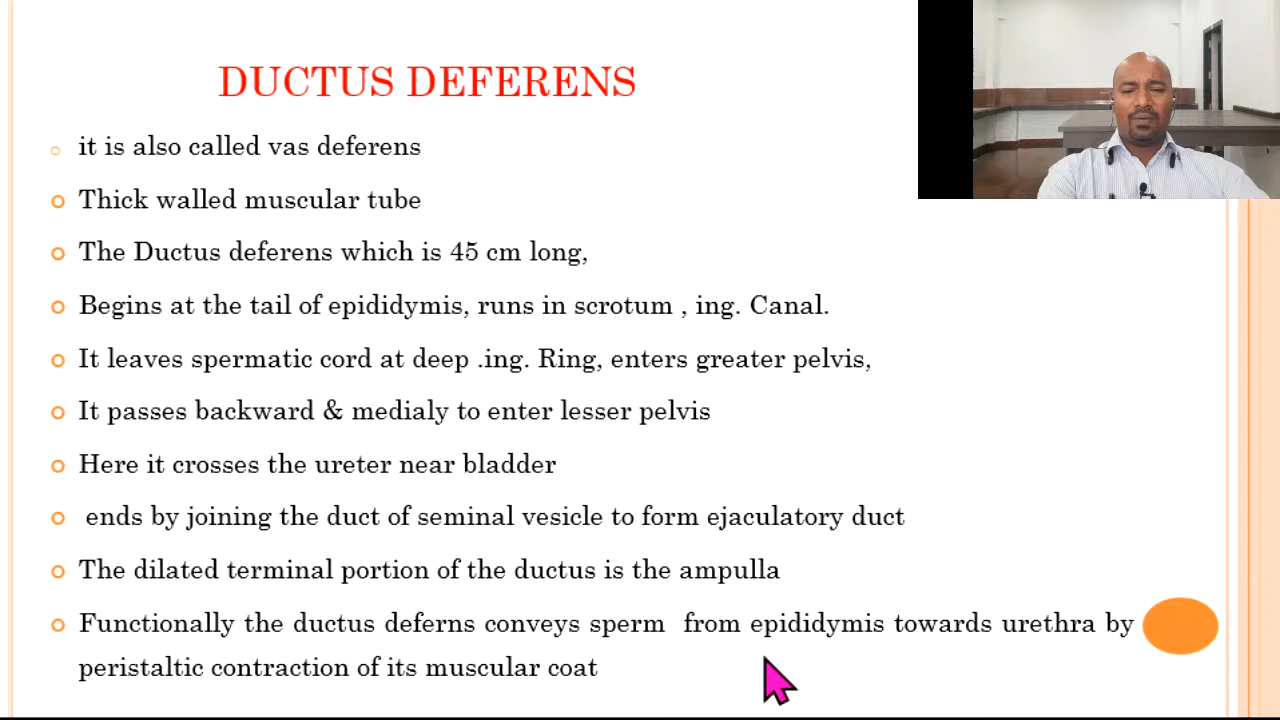 DUCTUS DEFERENS
it is also called vas deferens
Thick walled muscular tube
The Ductus deferens which is 45 cm long,
Begins at the tail of epididymis, runs in scrotum , ing. Canal.
It leaves spermatic cord at deep .ing. Ring, enters greater pelvis,
It passes backward & medialy to enter lesser pelvis
Here it crosses the ureter near bladder
ends by joining the duct of seminal vesicle to form ejaculatory duct
The dilated terminal portion of the ductus is the ampulla
Functionally the ductus deferns conveys sperm from epididymis towards urethra by
peristaltic contraction of its muscular coat